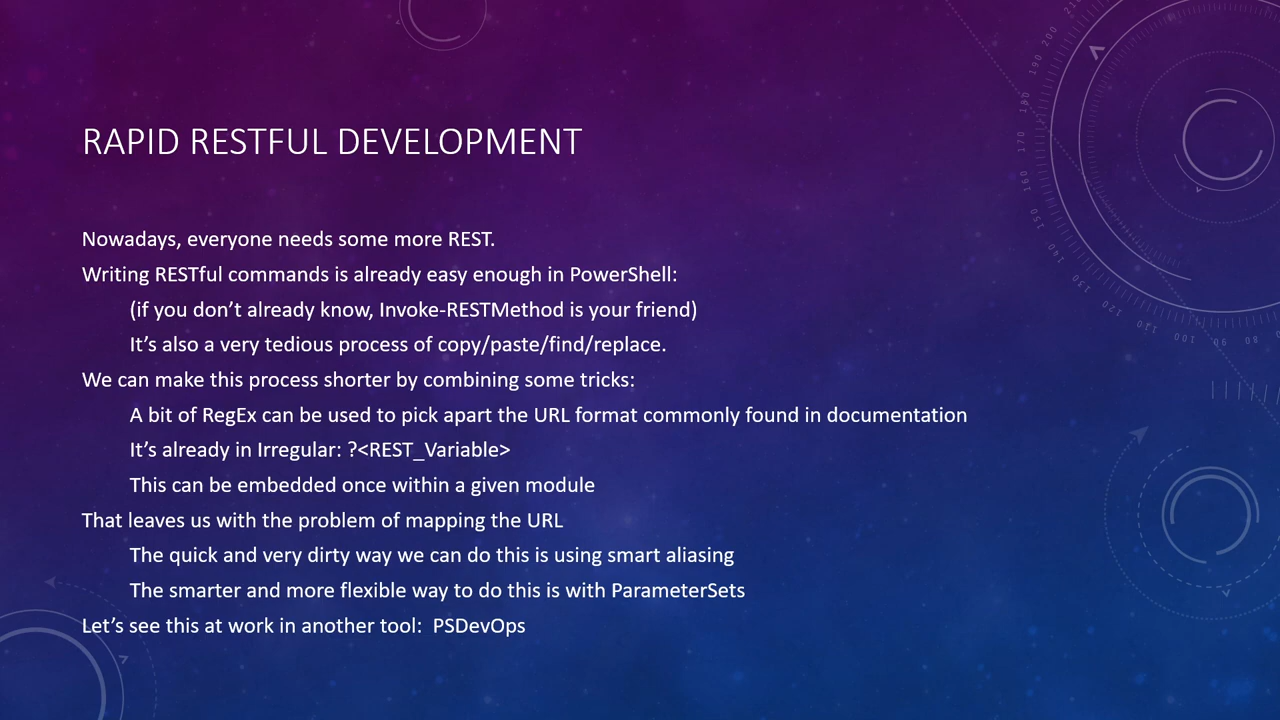 RAPID RESTFUL DEVELOPMENT
Nowadays, everyone needs some more REST.
Writing RESTful commands is already easy enough in PowerShell:
(if you don’t already know, Invoke-RESTMethod is your friend)
It’s also a very tedious process of copy/paste/find/replace.
We can make this process shorter by combining some tricks:
A bit of RegEx can be used to pick apart the URL format commonly found in documentation
It’s already in Irregular: ?<REST_Variable>
This can be embedded once within a given module
That leaves us with the problem of mapping the URL
The quick and very dirty way we can do this is using smart aliasing
The smarter and more flexible way to do this is with ParameterSets
Let’s see this at work in another tool:  PSDevOps